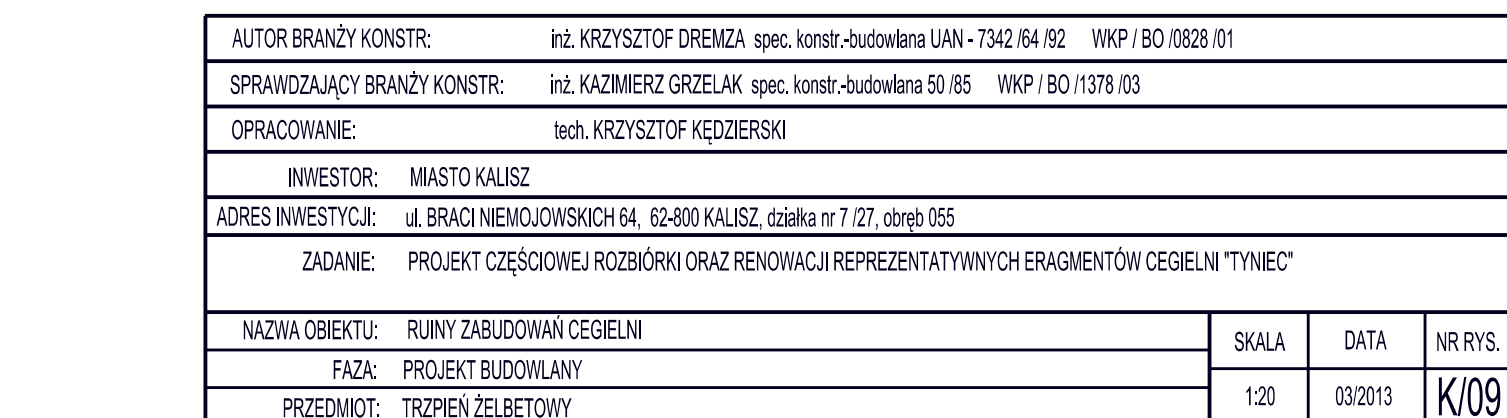 AUTOR BRANŻY KONSTR: inż. KRZYSZTOF DREMZA spec. konstr.-budowlana UAN - 7342 /64 /92 WKP / BO /0828 /01
SPRAWDZAJĄCY BRANŻY KONSTR: inż. KAZIMIERZ GRZELAK spec. konstr.-budowlana 50 /85 WKP / BO /1378 /03
OPRACOWANIE: tech. KRZYSZTOF KĘDZIERSKI
INWESTOR: MIASTO KALISZ
ADRES INWESTYCJI: ul. BRACI NIEMOJOWSKICH 64, 62-800 KALISZ, działka nr 7 /27, obręb 055
ZADANIE: PROJEKT CZĘŚCIOWEJ ROZBIÓRKI ORAZ RENOWACJI REPREZENTATYWNYCH ERAGMENTÓW CEGIELNI "TYNIEC"
NAZWA OBIEKTU: RUINY ZABUDOWAŃ CEGIELNI
SKALA DATA NR RYS.
FAZA: PROJEKT BUDOWLANY
1:20 03/2013 K/09
PRZEDMIOT: TRZPIEŃ ŻELBETOWY